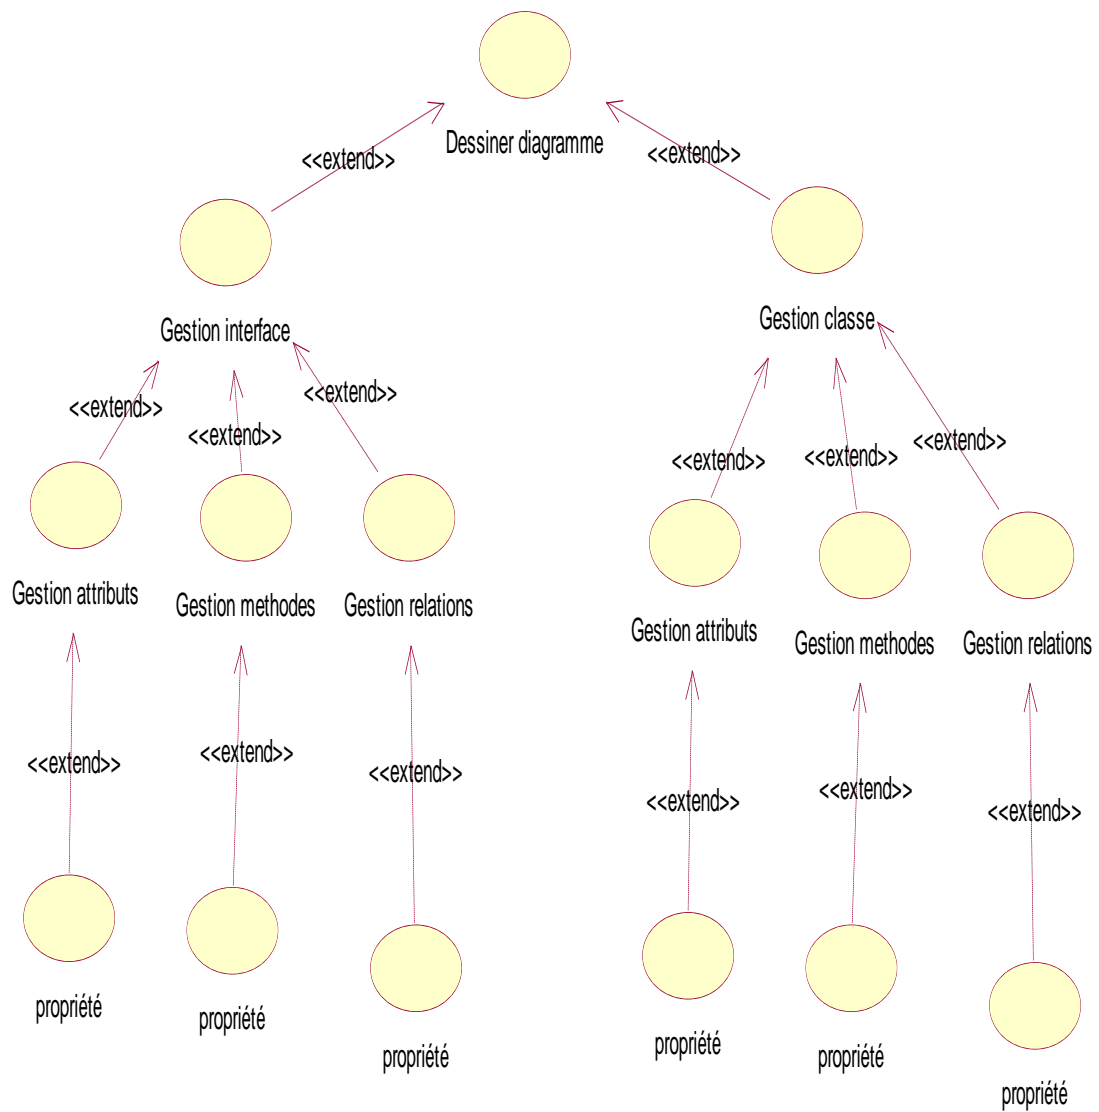 Dessiner diagramme
<<extend>>
<<extend>>
Gestion interface
Gestion classe
<<extend>>
<<extend>>
<<extend>>
<<extend>>
<<extend>>
<<extend>>
Gestion attributs
Gestion methodes
Gestion relations
Gestion attributs
Gestion methodes
Gestion relations
<<extend>>
<<extend>>
<<extend>>
<<extend>>
<<extend>>
<<extend>>
propriété
propriété
propriété
propriété
propriété
propriété